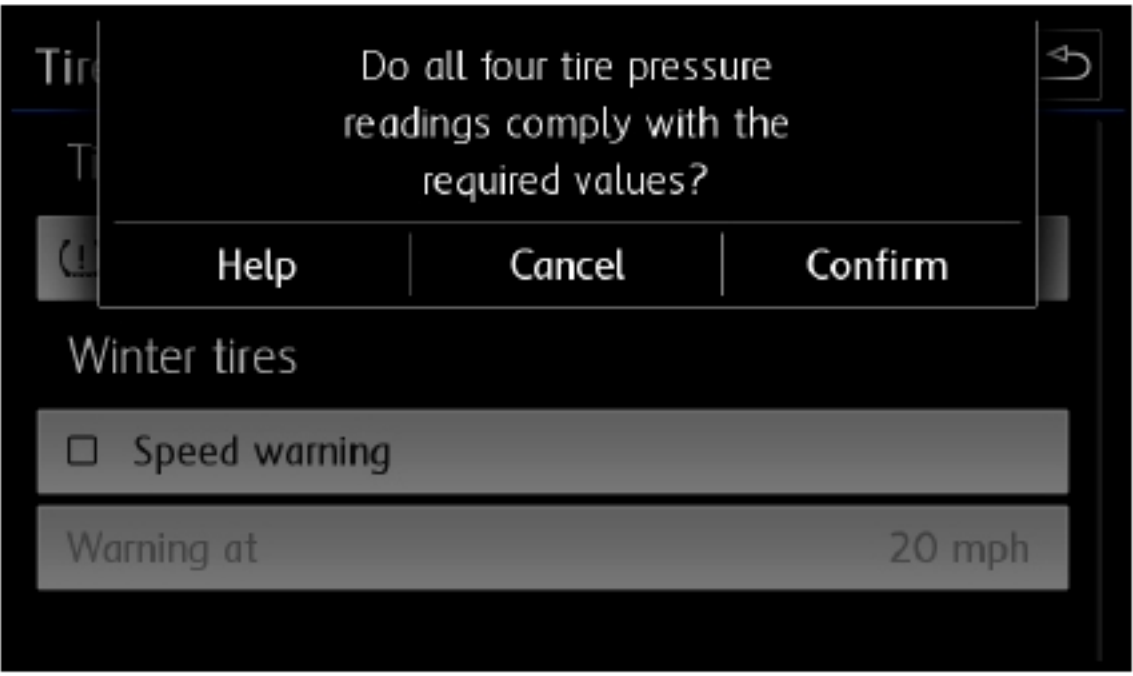 Do all four tire pressure
readings comply with the
required values?
Help Cancel Confirm
Winter tires
Speed warning
Warning at 20 mph